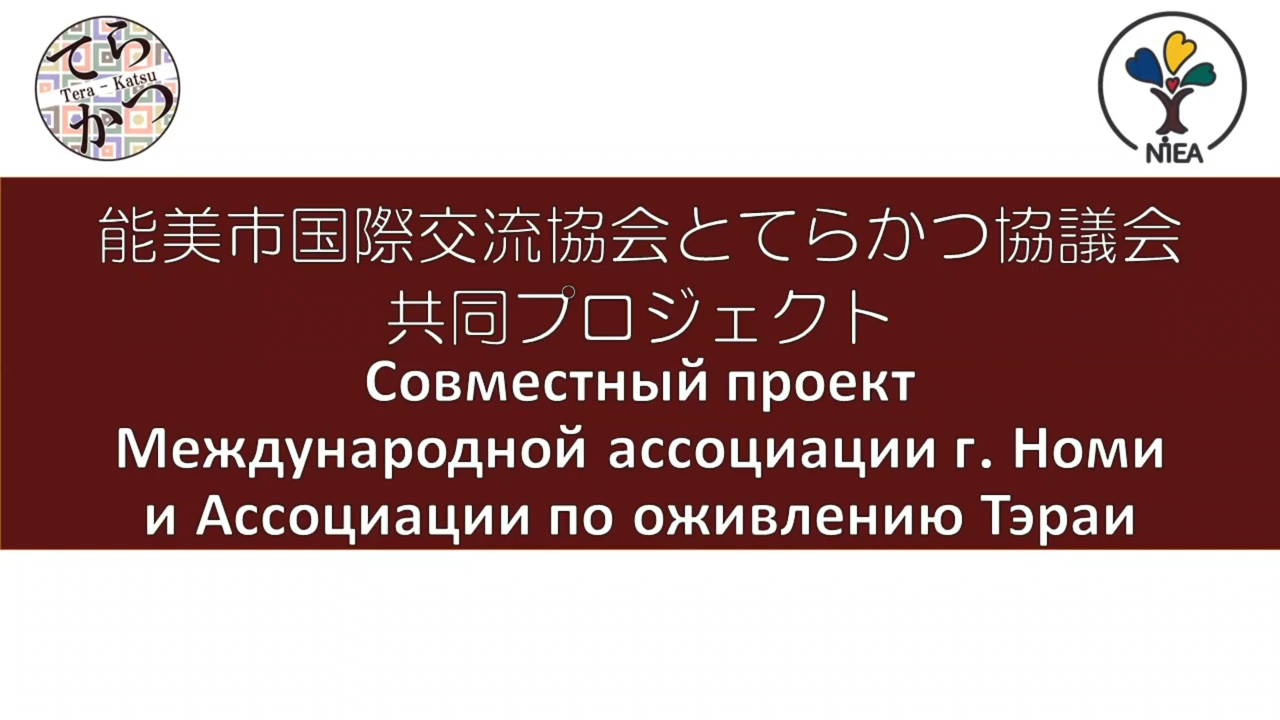 てら
Tera - Katsu
かつ
NIEA
能美市国際交流協会とてらかつ協議会
共同プロジェクト
Совместный проект
Международной ассоциации г. Номи
и Ассоциации по оживлению Тэраи